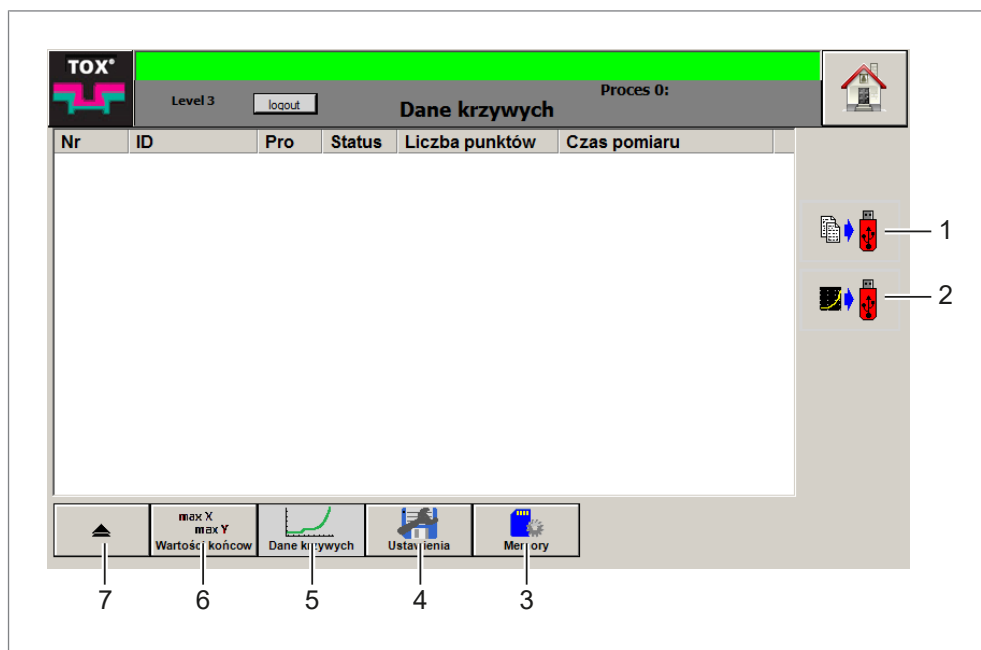 TOX®
Level 3 logout Dane krzywych Proces 0:
Nr ID Pro Status Liczba punktów Czas pomiaru
1
2
max X
max Y
Wartości końcow Dane krzywych Ustawienia Memory
7 6 5 4 3